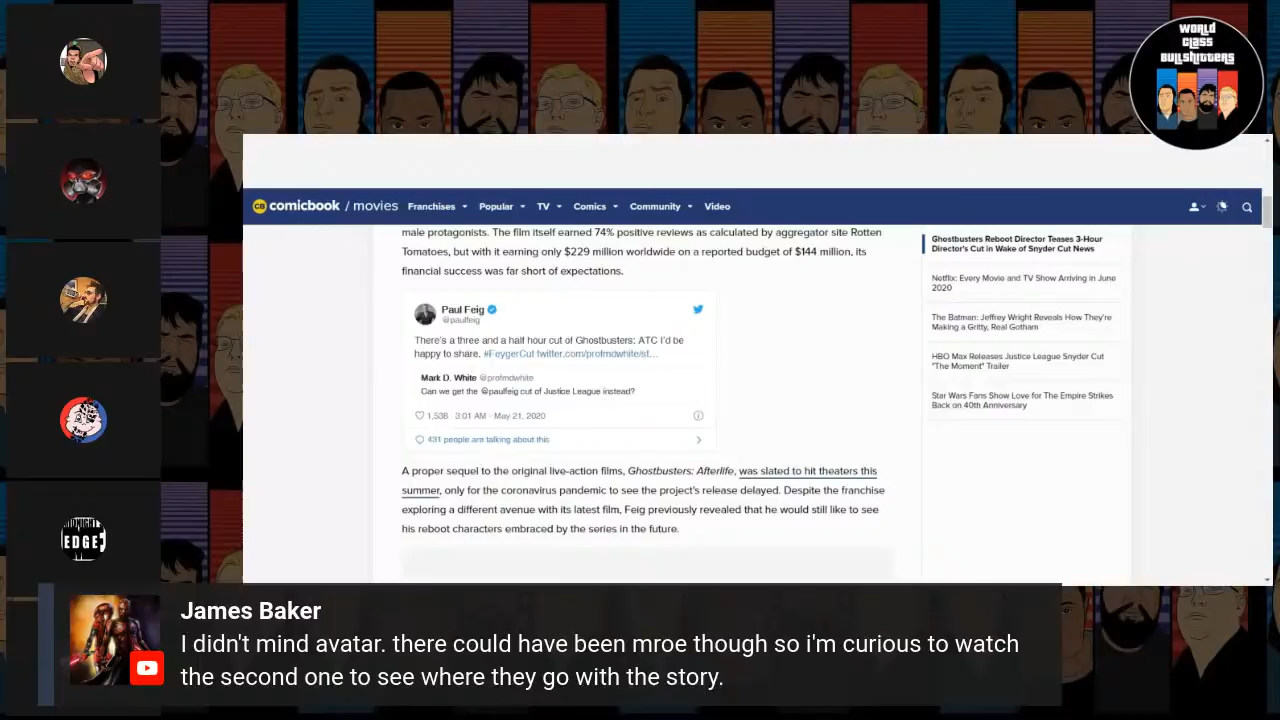 WORLD
CLASS
BULLSHITTERS
CB comicbook / movies Franchises Popular TV Comics Community Video
male protagonists. The film itself earned 74% positive reviews as calculated by aggregator site Rotten
Tomatoes, but with it earning only $229 million worldwide on a reported budget of $144 million, its
financial success was far short of expectations.
Paul Feig
@paulfeig
There's a three and a half hour cut of Ghostbusters: ATC I'd be
happy to share. #FeygerCut twitter.com/profmdwhite/st...
Mark D. White @profmdwhite
Can we get the @paulfeig cut of Justice League instead?
1,536 · 3:01 AM - May 21, 2020
431 people are talking about this
A proper sequel to the original live-action films, Ghostbusters: Afterlife, was slated to hit theaters this
summer, only for the coronavirus pandemic to see the project's release delayed. Despite the franchise
exploring a different avenue with its latest film, Feig previously revealed that he would still like to see
his reboot characters embraced by the series in the future.
Ghostbusters Reboot Director Teases 3-Hour
Director's Cut in Wake of Snyder Cut News
Netflix: Every Movie and TV Show Arriving in June
2020
The Batman: Jeffrey Wright Reveals How They're
Making a Gritty, Real Gotham
HBO Max Releases Justice League Snyder Cut
"The Moment" Trailer
Star Wars Fans Show Love for The Empire Strikes
Back on 40th Anniversary
MIDNIGHT
EDGE
James Baker
I didn't mind avatar. there could have been mroe though so i'm curious to watch
the second one to see where they go with the story.